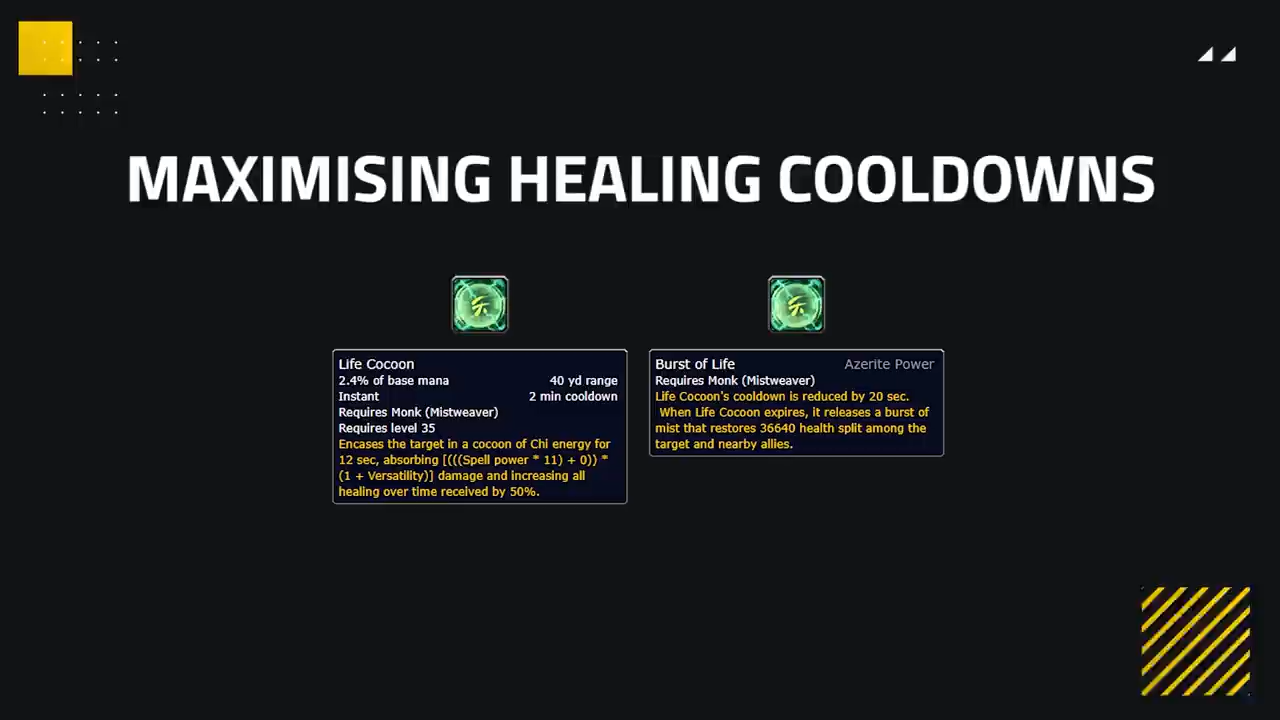 MAXIMISING HEALING COOLDOWNS
Life Cocoon
2.4% of base mana 40 yd range
Instant 2 min cooldown
Requires Monk (Mistweaver)
Requires level 35
Encases the target in a cocoon of Chi energy for
12 sec, absorbing [(((Spell power * 11) + 0)) *
(1 + Versatility)] damage and increasing all
healing over time received by 50%.
Burst of Life Azerite Power
Requires Monk (Mistweaver)
Life Cocoon's cooldown is reduced by 20 sec.
When Life Cocoon expires, it releases a burst of
mist that restores 36640 health split among the
target and nearby allies.